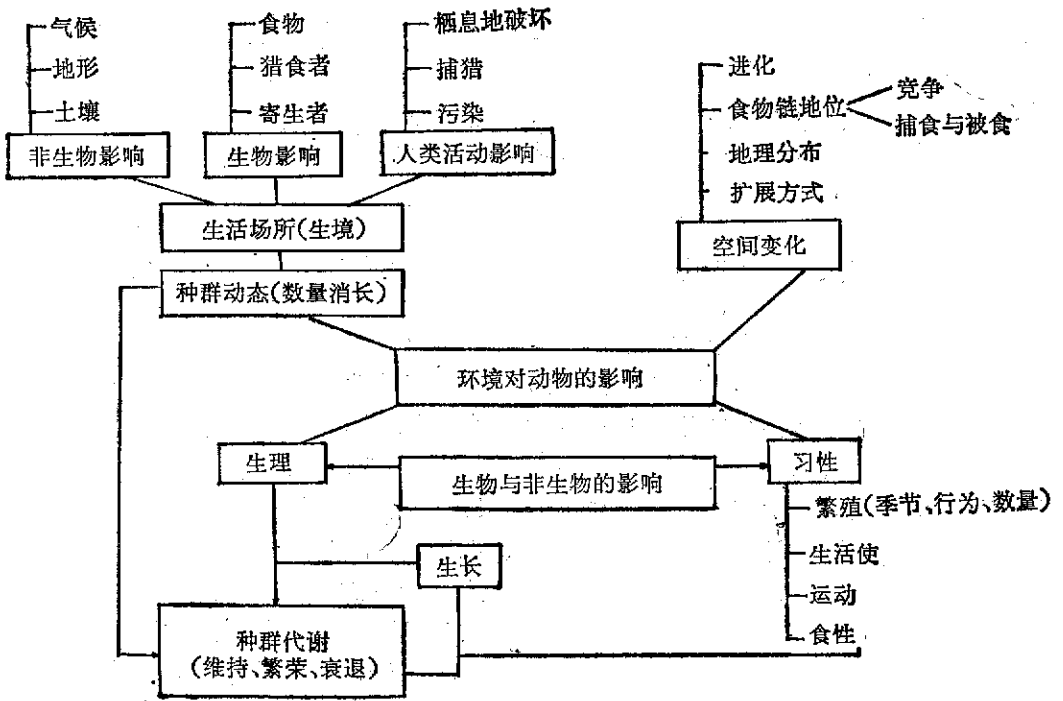 气候
地形
土壤
非生物影响
食物
猎食者
寄生者
生物影响
栖息地破坏
捕猎
污染
人类活动影响
进化
食物链地位
竞争
捕食与被食
地理分布
扩展方式
空间变化
生活场所(生境)
种群动态(数量消长)
环境对动物的影响
生理
生物与非生物的影响
习性
繁殖(季节、行为、数量)
生活使
运动
食性
生长
种群代谢
(维持、繁荣、衰退)